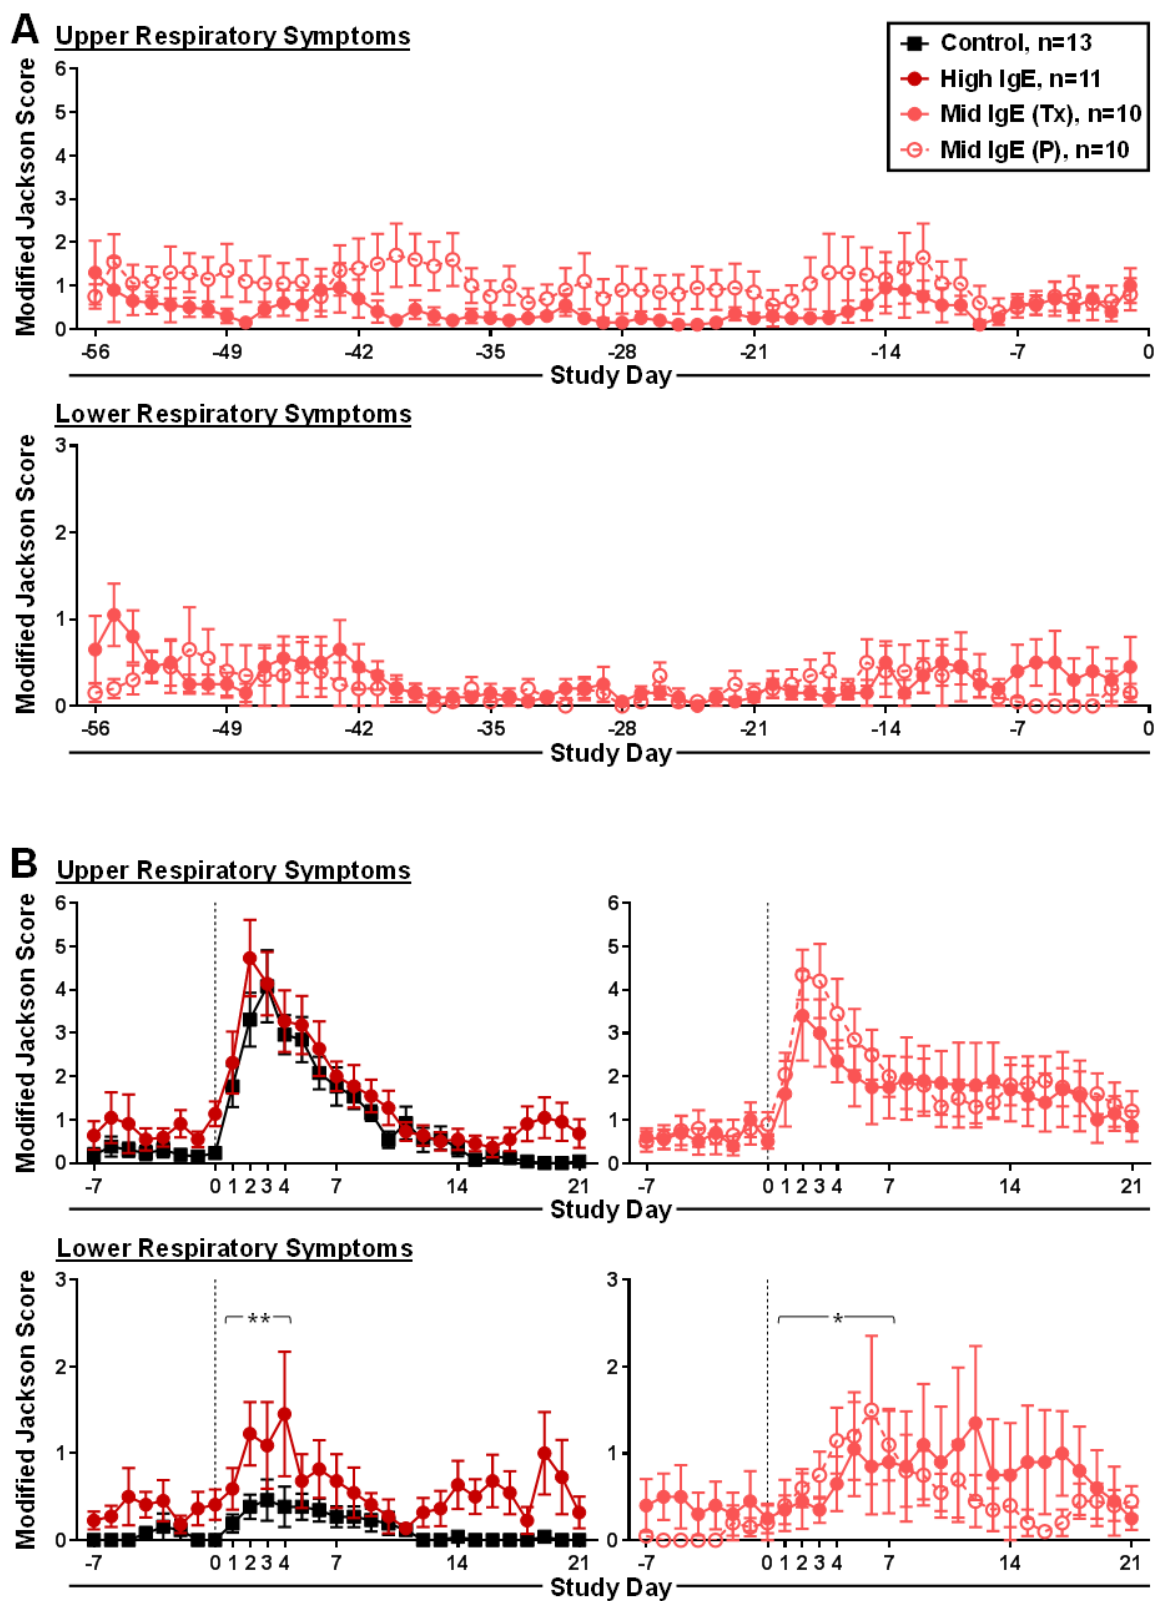 A
Upper Respiratory Symptoms
Control, n=13
High IgE, n=11
Mid IgE (Tx), n=10
Mid IgE (P), n=10
Modified Jackson Score
6
5
4
3
2
1
0
-56 -49 -42 -35 -28 -21 -14 -7 0
Study Day
Lower Respiratory Symptoms
Modified Jackson Score
3
2
1
0
-56 -49 -42 -35 -28 -21 -14 -7 0
Study Day
B
Upper Respiratory Symptoms
Modified Jackson Score
6
5
4
3
2
1
0
-7 0 1 2 3 4 7 14 21
6
5
4
3
2
1
0
-7 0 1 2 3 4 7 14 21
Study Day
Lower Respiratory Symptoms
Modified Jackson Score
3
2
1
0
**
-7 0 1 2 3 4 7 14 21
3
2
1
0
*
-7 0 1 2 3 4 7 14 21
Study Day